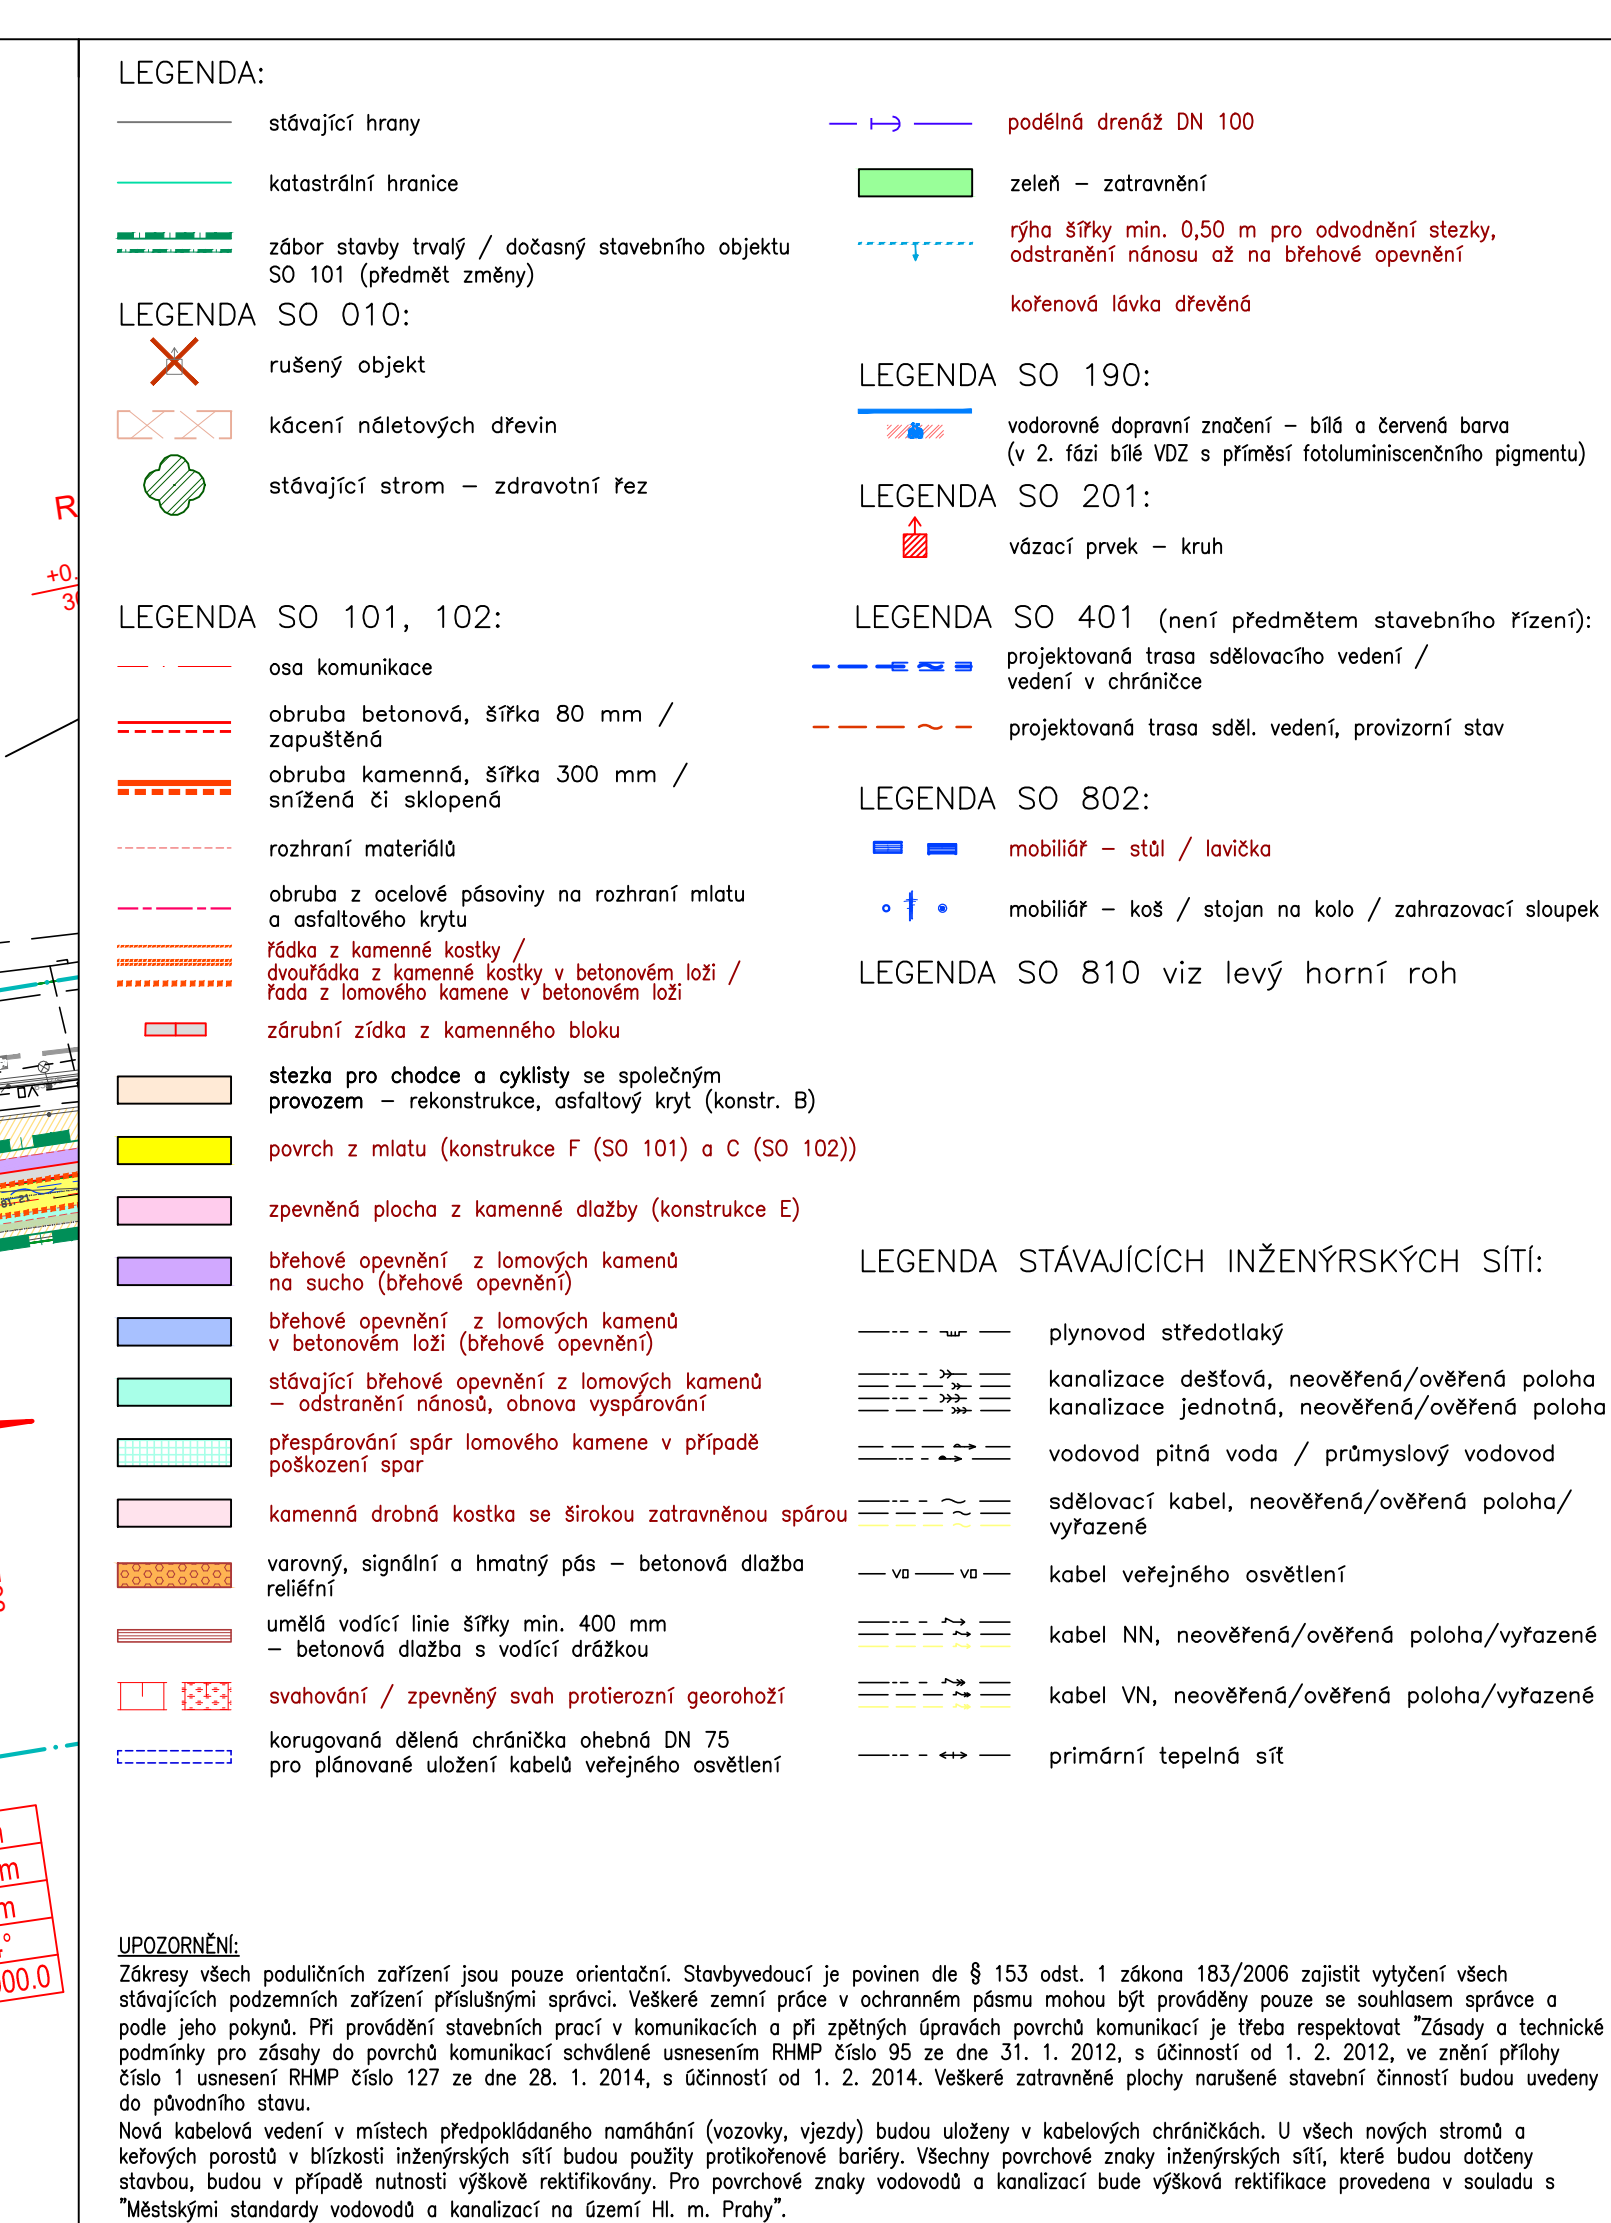 LEGENDA:
stávající hrany
katastrální hranice
zábor stavby trvalý / dočasný stavebního objektu
SO 101 (předmět změny)
LEGENDA SO 010:
rušený objekt
kácení náletových dřevin
stávající strom – zdravotní řez
LEGENDA SO 101, 102:
osa komunikace
obruba betonová, šířka 80 mm /
zapuštěná
obruba kamenná, šířka 300 mm /
snížená či sklopená
rozhraní materiálů
obruba z ocelové pásoviny na rozhraní mlatu
a asfaltového krytu
řádka z kamenné kostky /
dvouřádka z kamenné kostky v betonovém loži /
řada z lomového kamene v betonovém loži
zárubní zídka z kamenného bloku
stezka pro chodce a cyklisty se společným
provozem – rekonstrukce, asfaltový kryt (konstr. B)
povrch z mlatu (konstrukce F (SO 101) a C (SO 102))
zpevněná plocha z kamenné dlažby (konstrukce E)
břehové opevnění z lomových kamenů
na sucho (břehové opevnění)
břehové opevnění z lomových kamenů
v betonovém loži (břehové opevnění)
stávající břehové opevnění z lomových kamenů
– odstranění nánosů, obnova vyspárování
přespárování spár lomového kamene v případě
poškození spar
kamenná drobná kostka se širokou zatravněnou spárou
varovný, signální a hmatný pás – betonová dlažba
reliéfní
umělá vodící linie šířky min. 400 mm
– betonová dlažba s vodící drážkou
svahování / zpevněný svah protierozní georohoží
korugovaná dělená chránička ohebná DN 75
pro plánované uložení kabelů veřejného osvětlení
podélná drenáž DN 100
zeleň – zatravnění
rýha šířky min. 0,50 m pro odvodnění stezky,
odstranění nánosu až na břehové opevnění
kořenová lávka dřevěná
LEGENDA SO 190:
vodorovné dopravní značení – bílá a červená barva
(v 2. fázi bílé VDZ s příměsí fotoluminiscenčního pigmentu)
LEGENDA SO 201:
vázací prvek – kruh
LEGENDA SO 401 (není předmětem stavebního řízení):
projektovaná trasa sdělovacího vedení /
vedení v chráničce
projektovaná trasa sděl. vedení, provizorní stav
LEGENDA SO 802:
mobiliář – stůl / lavička
mobiliář – koš / stojan na kolo / zahrazovací sloupek
LEGENDA SO 810 viz levý horní roh
LEGENDA STÁVAJÍCÍCH INŽENÝRSKÝCH SÍTÍ:
plynovod středotlaký
kanalizace dešťová, neověřená/ověřená poloha
kanalizace jednotná, neověřená/ověřená poloha
vodovod pitná voda / průmyslový vodovod
sdělovací kabel, neověřená/ověřená poloha/
vyřazené
kabel veřejného osvětlení
kabel NN, neověřená/ověřená poloha/vyřazené
kabel VN, neověřená/ověřená poloha/vyřazené
primární tepelná síť
UPOZORNĚNÍ:
Zákresy všech poduličních zařízení jsou pouze orientační. Stavbyvedoucí je povinen dle § 153 odst. 1 zákona 183/2006 zajistit vytyčení všech
stávajících podzemních zařízení příslušnými správci. Veškeré zemní práce v ochranném pásmu mohou být prováděny pouze se souhlasem správce a
podle jeho pokynů. Při provádění stavebních prací v komunikacích a při zpětných úpravách povrchů komunikací je třeba respektovat "Zásady a technické
podmínky pro zásahy do povrchů komunikací schválené usnesením RHMP číslo 95 ze dne 31. 1. 2012, s účinností od 1. 2. 2012, ve znění přílohy
číslo 1 usnesení RHMP číslo 127 ze dne 28. 1. 2014, s účinností od 1. 2. 2014. Veškeré zatravněné plochy narušené stavební činností budou uvedeny
do původního stavu.
Nová kabelová vedení v místech předpokládaného namáhání (vozovky, vjezdy) budou uloženy v kabelových chráničkách. U všech nových stromů a
keřových porostů v blízkosti inženýrských sítí budou použity protikořenové bariéry. Všechny povrchové znaky inženýrských sítí, které budou dotčeny
stavbou, budou v případě nutnosti výškově rektifikovány. Pro povrchové znaky vodovodů a kanalizací bude výšková rektifikace provedena v souladu s
"Městskými standardy vodovodů a kanalizací na území Hl. m. Prahy".